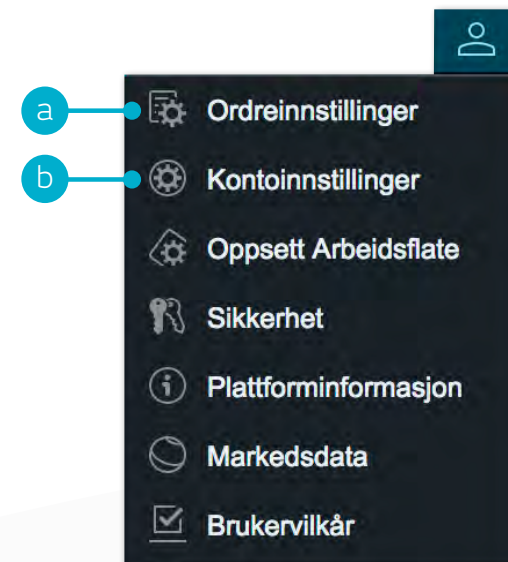 a Ordreinnstillinger
b Kontoinnstillinger
Oppsett Arbeidsflate
Sikkerhet
Plattforminformasjon
Markedsdata
Brukervilkår